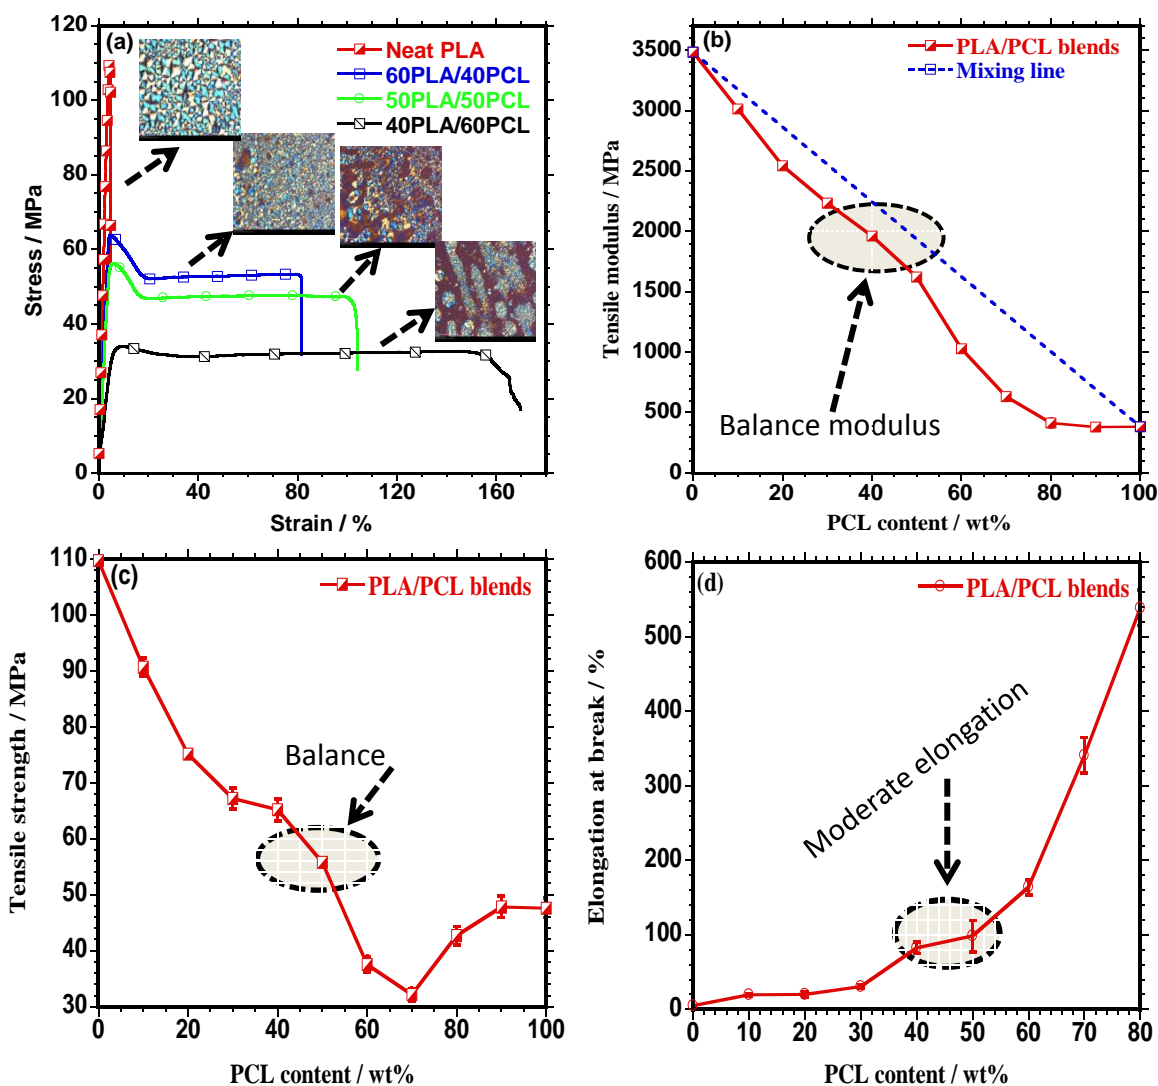 (a)
Neat PLA
60PLA/40PCL
50PLA/50PCL
40PLA/60PCL
120
100
80
60
40
20
0
Stress / MPa
0 40 80 120 160
Strain / %
(b)
PLA/PCL blends
Mixing line
3500
3000
2500
2000
1500
1000
500
0
Tensile modulus / MPa
Balance modulus
0 20 40 60 80 100
PCL content / wt%
(c)
PLA/PCL blends
110
100
90
80
70
60
50
40
30
Tensile strength / MPa
Balance
0 20 40 60 80 100
PCL content / wt%
(d)
PLA/PCL blends
600
500
400
300
200
100
0
Elongation at break / %
Moderate elongation
0 10 20 30 40 50 60 70 80
PCL content / wt%